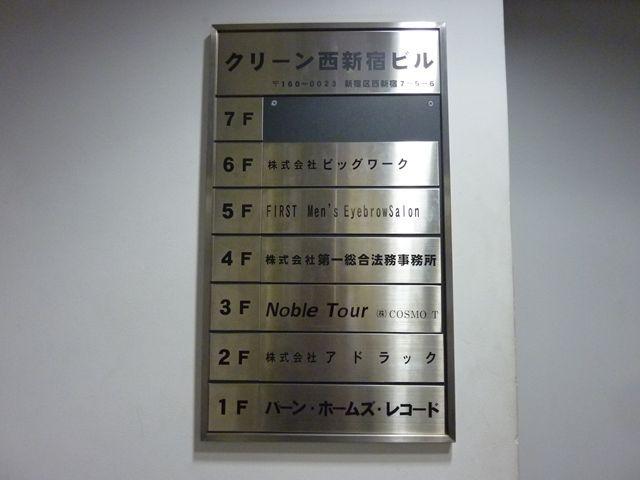 クリーン西新宿ビル
〒160-0023 新宿区西新宿7-5-6
7F
6F 株式会社 ビッグワーク
5F FIRST Men's EyebrowSalon
4F 株式会社 第一総合法務事務所
3F Noble Tour ㈱ COSMO T
2F 株式会社 アドラック
1F バーン・ホームズ・レコード